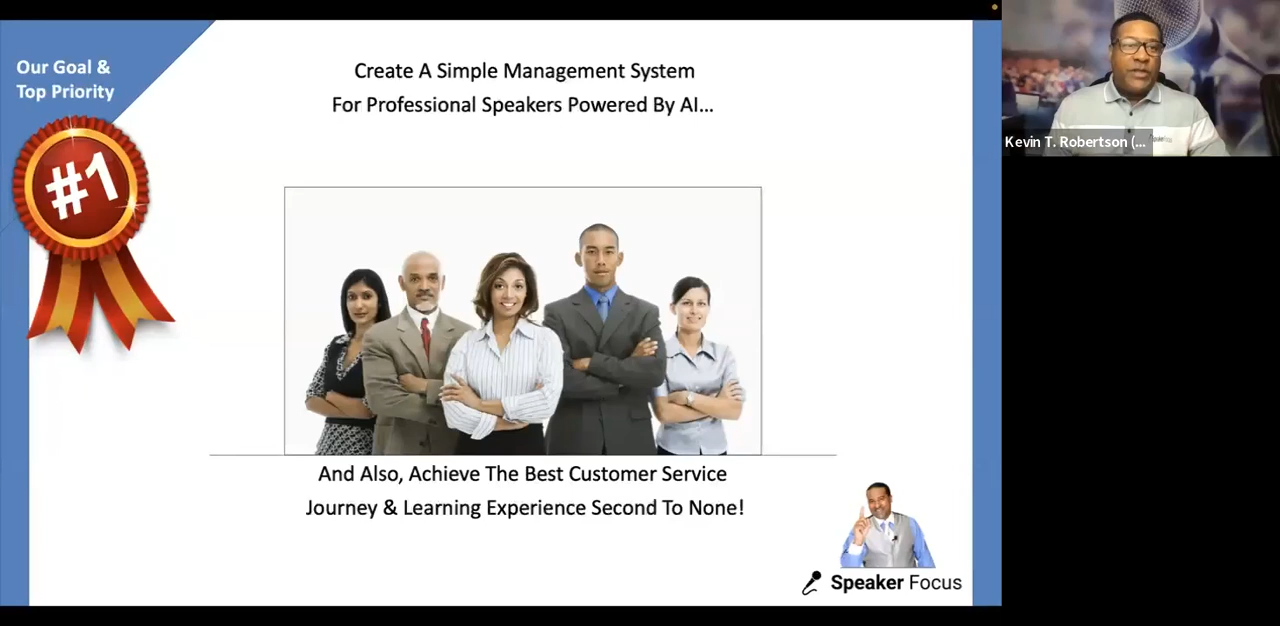 Our Goal &
Top Priority
#1
Create A Simple Management System
For Professional Speakers Powered By AI...
And Also, Achieve The Best Customer Service
Journey & Learning Experience Second To None!
Speaker Focus
Kevin T. Robertson (...